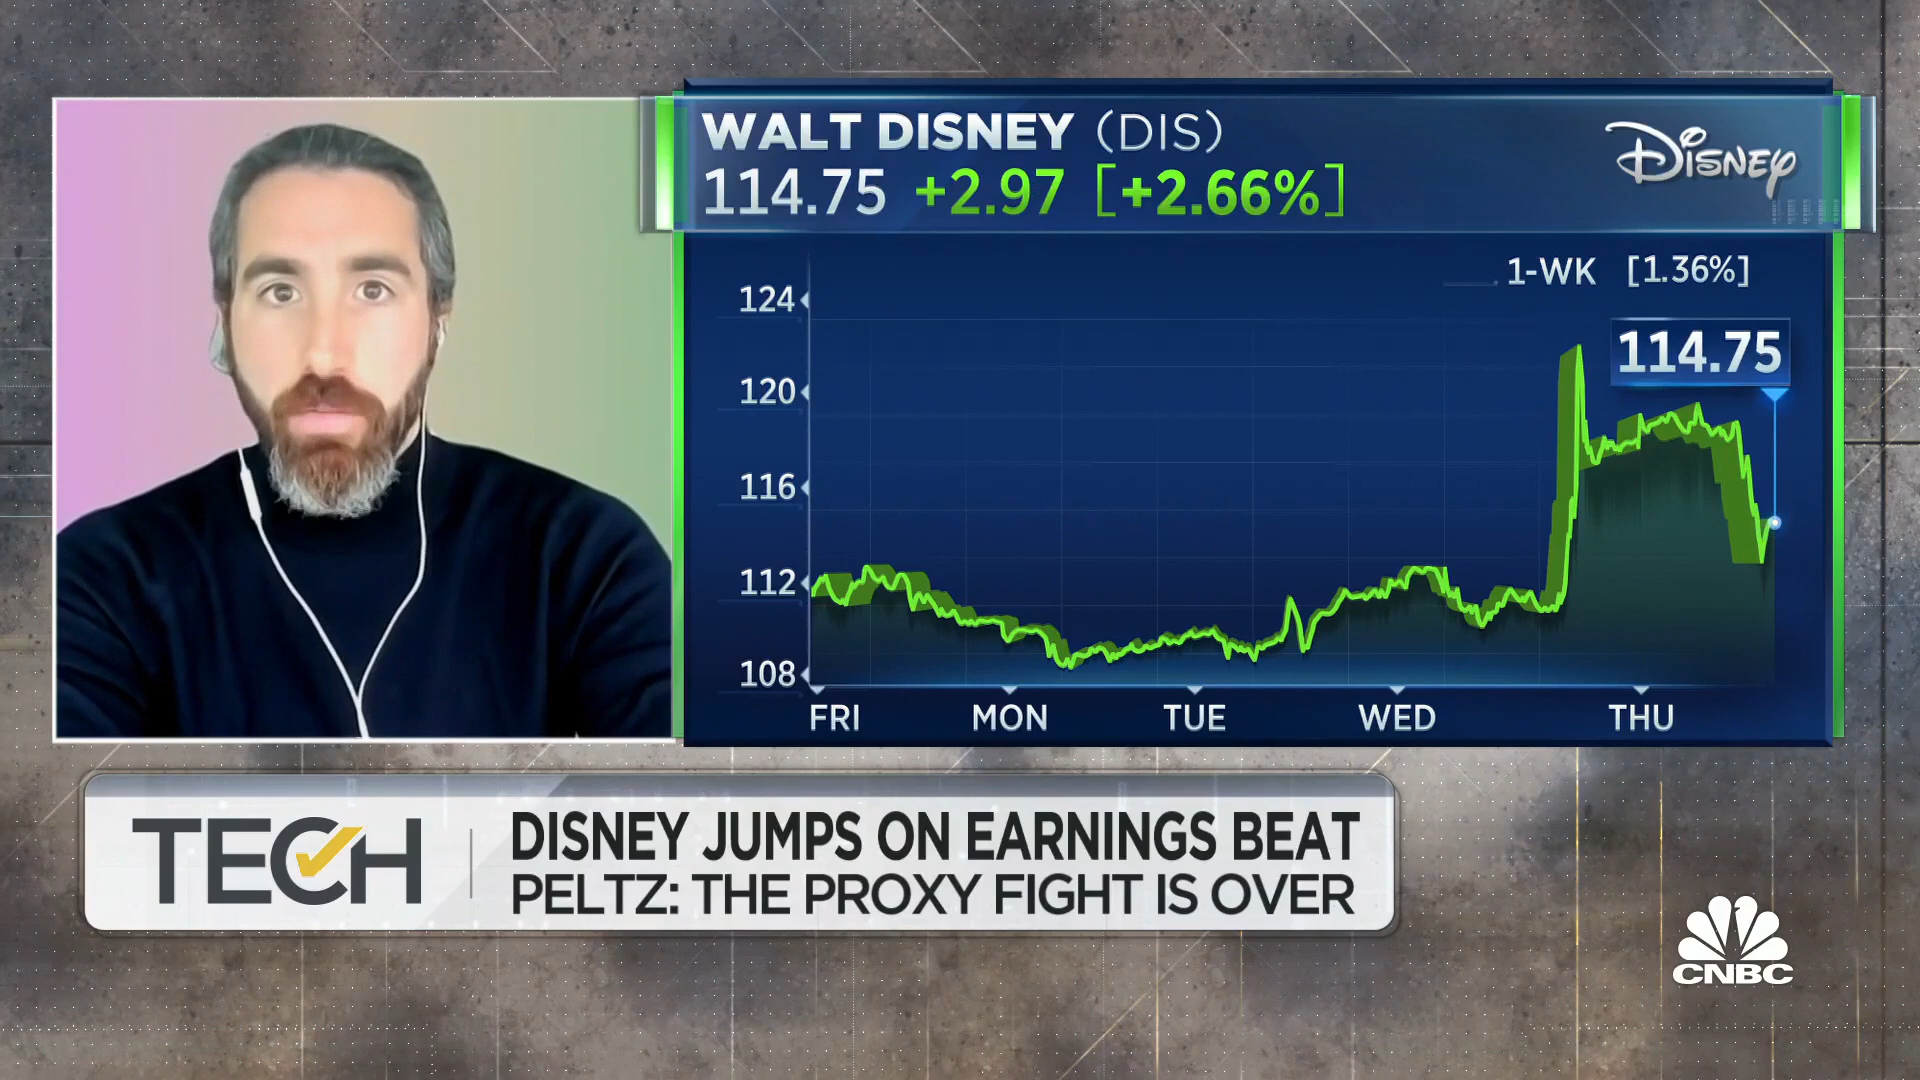 WALT DISNEY (DIS)
114.75 +2.97 [+2.66%]
DISNEY
1-WK [1.36%]
124
120
116
112
108
114.75
FRI MON TUE WED THU
TECH
DISNEY JUMPS ON EARNINGS BEAT
PELTZ: THE PROXY FIGHT IS OVER
CNBC